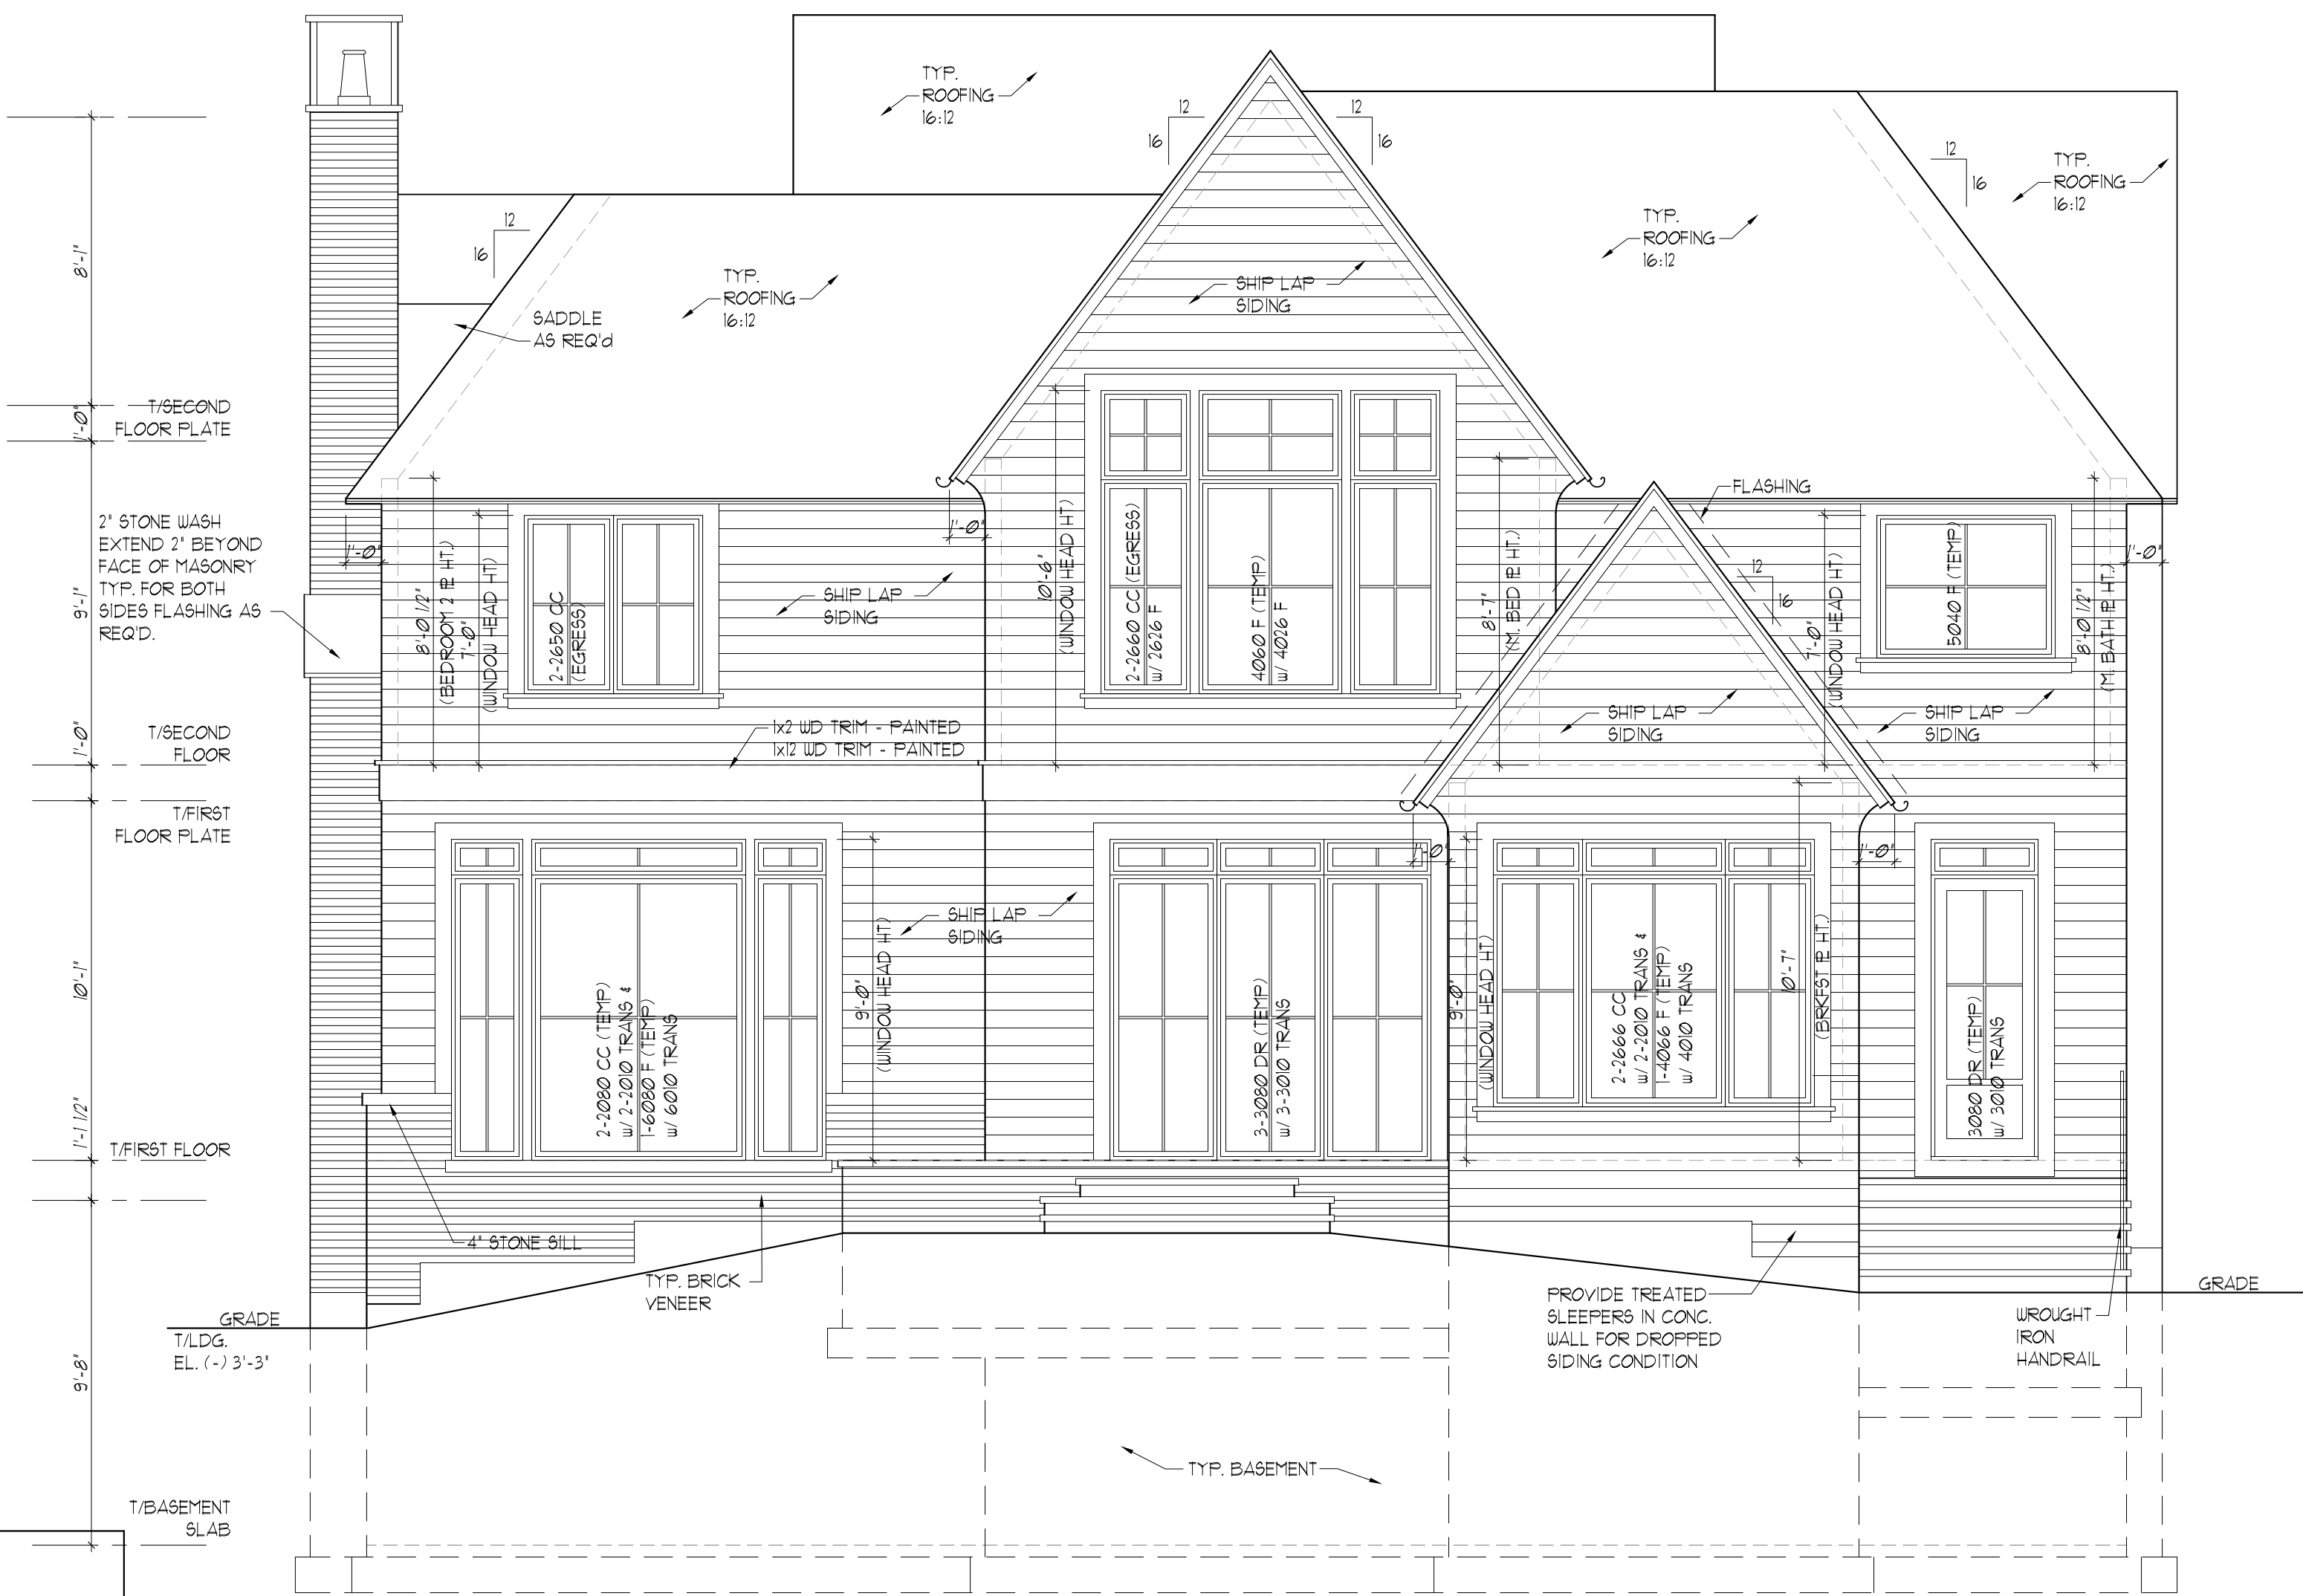 TYP.
ROOFING
16:12
12
16
12
16
12
16
TYP.
ROOFING
16:12
TYP.
ROOFING
16:12
12
16
TYP.
ROOFING
16:12
SHIP LAP
SIDING
SADDLE
AS REQ'd
8'-1"
1'-0"
9'-1"
1'-0"
10'-1"
1'-1 1/2"
9'-8"
T/SECOND
FLOOR PLATE
2" STONE WASH
EXTEND 2" BEYOND
FACE OF MASONRY
TYP. FOR BOTH
SIDES FLASHING AS
REQ'D.
T/SECOND
FLOOR
T/FIRST
FLOOR PLATE
T/FIRST FLOOR
GRADE
T/LDG.
EL. (-) 3'-3"
T/BASEMENT
SLAB
1'-0"
8'-0 1/2"
(BEDROOM 2 PL HT.)
7'-0"
(WINDOW HEAD HT)
2-2650 CC
(EGRESS)
SHIP LAP
SIDING
1'-0"
10'-6"
(WINDOW HEAD HT)
2-2660 CC (EGRESS)
w/ 2626 F
4060 F (TEMP)
w/ 4026 F
8'-7"
(M. BED PL HT.)
FLASHING
12
16
7'-0"
(WINDOW HEAD HT)
5040 F (TEMP)
8'-0 1/2"
(M. BATH PL HT.)
1'-0"
SHIP LAP
SIDING
SHIP LAP
SIDING
1x2 WD TRIM - PAINTED
1x12 WD TRIM - PAINTED
2-2080 CC (TEMP)
w/ 2-2010 TRANS &
1-6080 F (TEMP)
w/ 6010 TRANS
9'-0"
(WINDOW HEAD HT)
SHIP LAP
SIDING
3-3080 DR (TEMP)
w/ 3-3010 TRANS
1'-0"
9'-0"
(WINDOW HEAD HT)
2-2666 CC
w/ 2-2010 TRANS &
1-4066 F (TEMP)
w/ 4010 TRANS
10'-7"
(BRKFST PL HT.)
1'-0"
3080 DR (TEMP)
w/ 3010 TRANS
4" STONE SILL
TYP. BRICK
VENEER
PROVIDE TREATED
SLEEPERS IN CONC.
WALL FOR DROPPED
SIDING CONDITION
WROUGHT
IRON
HANDRAIL
GRADE
TYP. BASEMENT